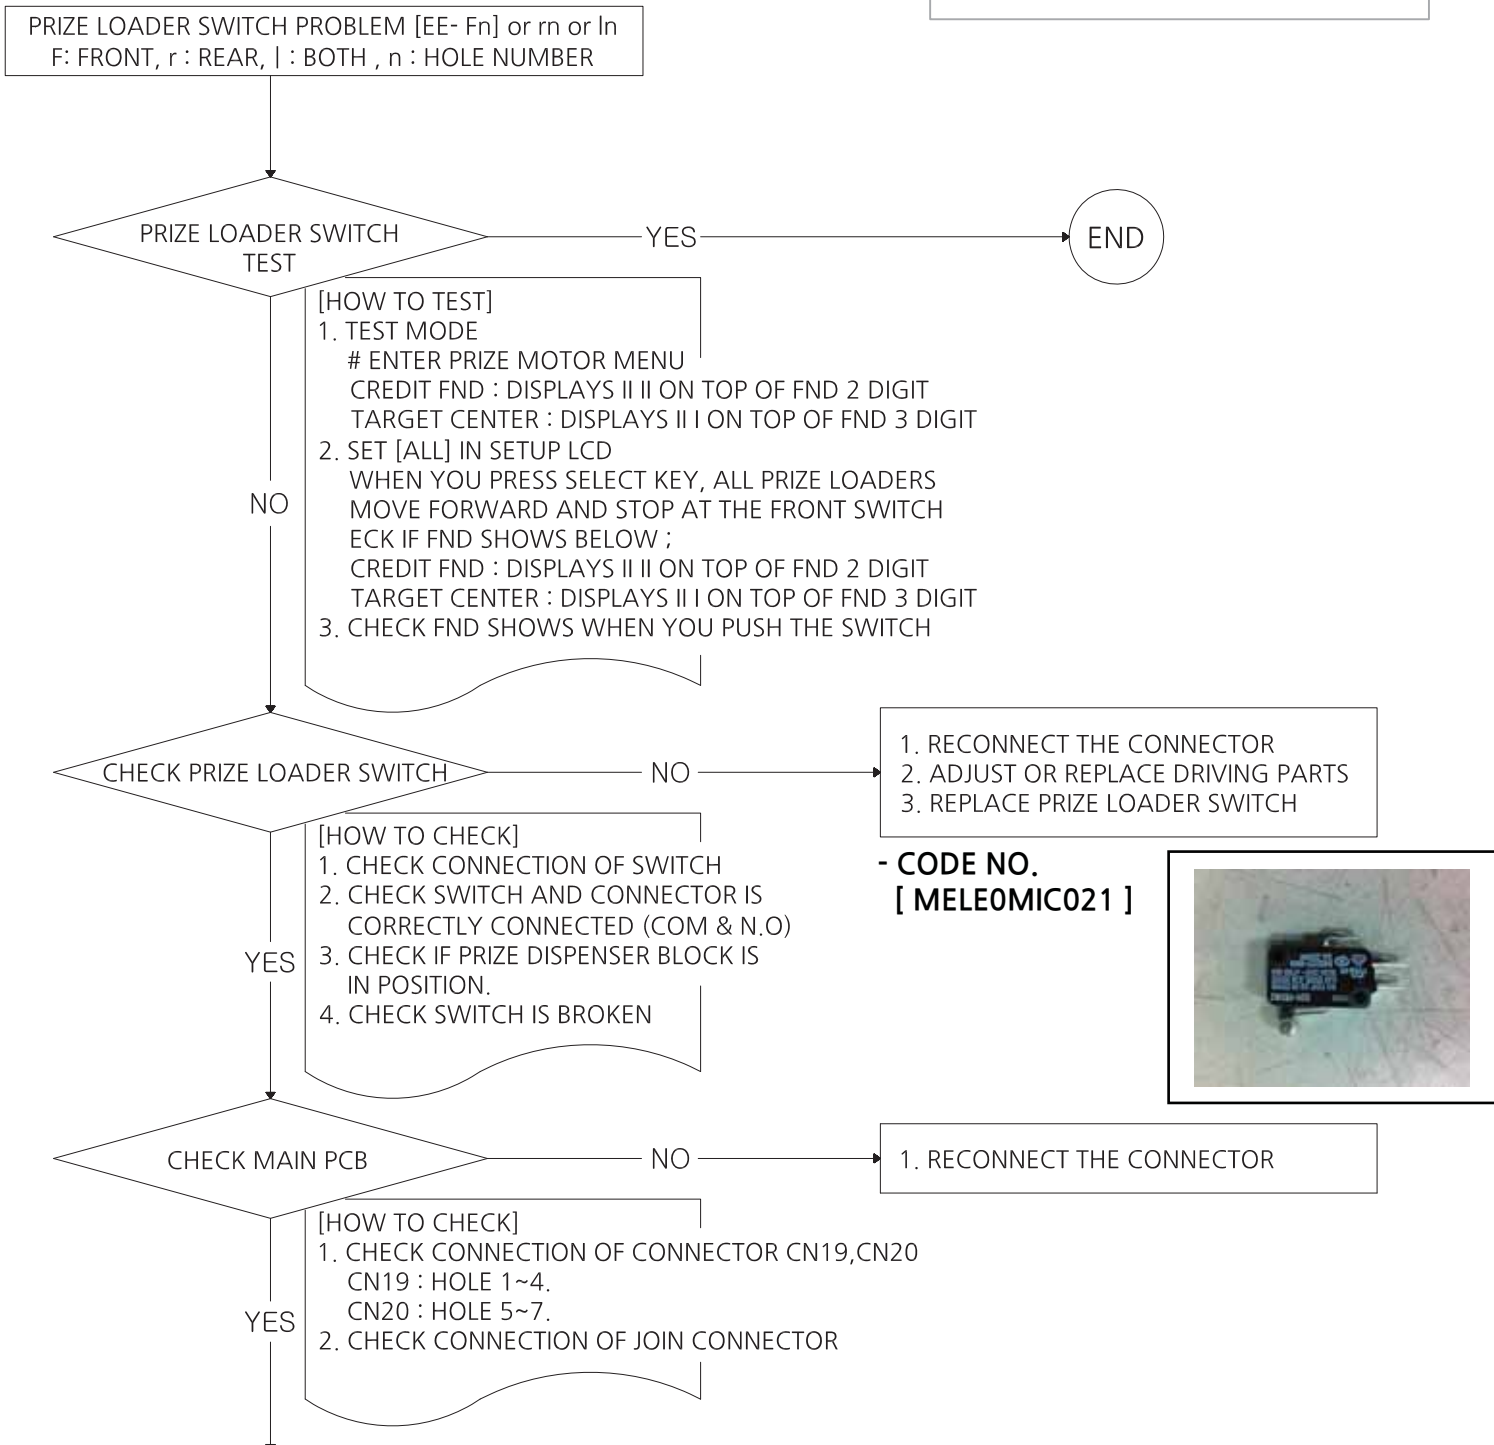 PRIZE LOADER SWITCH PROBLEM [EE- Fn] or rn or ln
F: FRONT, r : REAR, l : BOTH , n : HOLE NUMBER
PRIZE LOADER SWITCH
TEST
YES
END
[HOW TO TEST]
1. TEST MODE
# ENTER PRIZE MOTOR MENU
CREDIT FND : DISPLAYS II II ON TOP OF FND 2 DIGIT
TARGET CENTER : DISPLAYS II I ON TOP OF FND 3 DIGIT
2. SET [ALL] IN SETUP LCD
WHEN YOU PRESS SELECT KEY, ALL PRIZE LOADERS
MOVE FORWARD AND STOP AT THE FRONT SWITCH
ECK IF FND SHOWS BELOW ;
CREDIT FND : DISPLAYS II II ON TOP OF FND 2 DIGIT
TARGET CENTER : DISPLAYS II I ON TOP OF FND 3 DIGIT
3. CHECK FND SHOWS WHEN YOU PUSH THE SWITCH
NO
CHECK PRIZE LOADER SWITCH
NO
1. RECONNECT THE CONNECTOR
2. ADJUST OR REPLACE DRIVING PARTS
3. REPLACE PRIZE LOADER SWITCH
- CODE NO.
[ MELE0MIC021 ]
[HOW TO CHECK]
1. CHECK CONNECTION OF SWITCH
2. CHECK SWITCH AND CONNECTOR IS
CORRECTLY CONNECTED (COM & N.O)
3. CHECK IF PRIZE DISPENSER BLOCK IS
IN POSITION.
4. CHECK SWITCH IS BROKEN
YES
CHECK MAIN PCB
NO
1. RECONNECT THE CONNECTOR
[HOW TO CHECK]
1. CHECK CONNECTION OF CONNECTOR CN19,CN20
CN19 : HOLE 1~4.
CN20 : HOLE 5~7.
2. CHECK CONNECTION OF JOIN CONNECTOR
YES